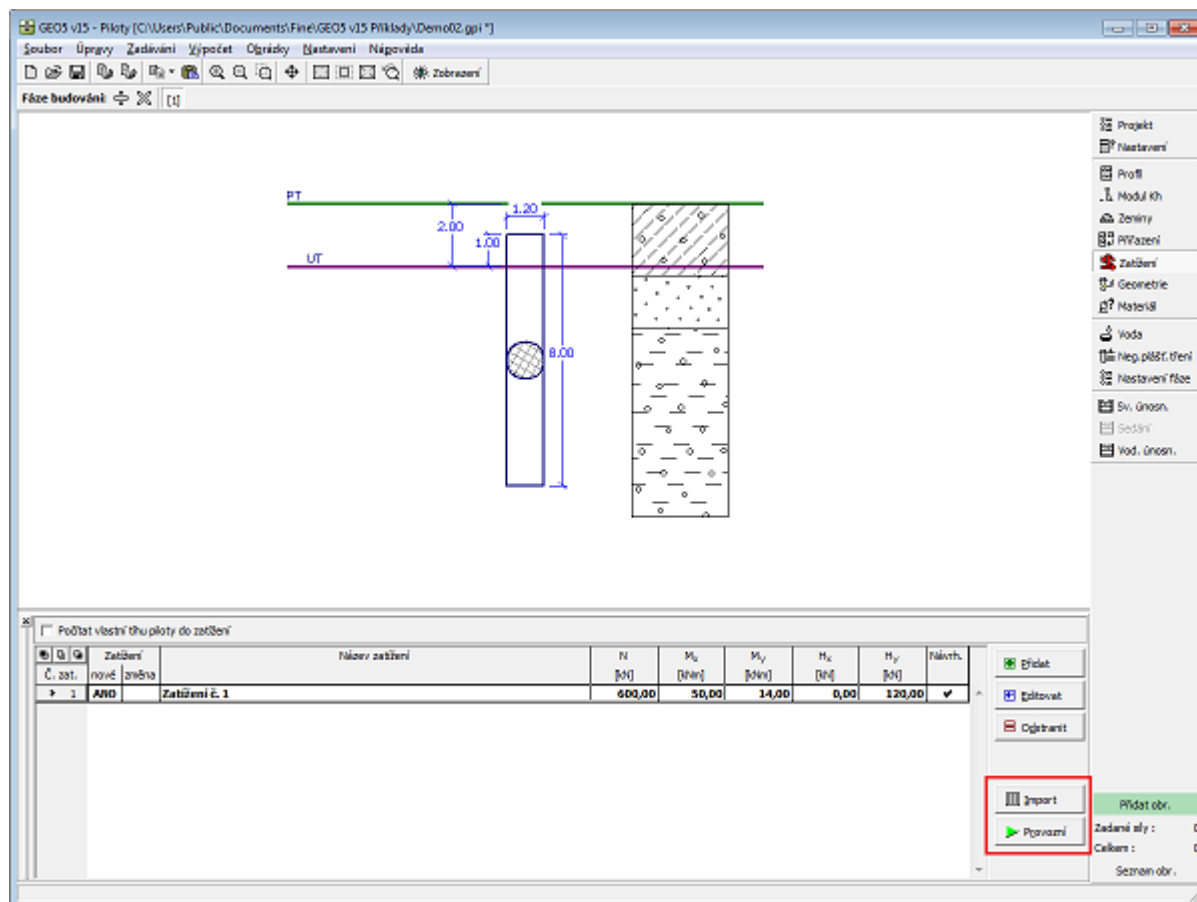 GEO5 v15 - Piloty [C:\Users\Public\Documents\Fine\GEO5 v15 Příklady\Demo02.gpi *]
Soubor Úpravy Zadávání Výpočet Obrázky Nastavení Nápověda
Zobrazení
Fáze budování: [1]
PT
1.20
2.00
1.00
UT
8.00
Projekt
Nastavení
Profil
Modul Kh
Zeminy
Přiřazení
Zatížení
Geometrie
Materiál
Voda
Neg.plášť.tření
Nastavení fáze
Sv. únosn.
Sedání
Vod. únosn.
Počítat vlastní tíhu piloty do zatížení
Zatížení Název zatížení N Mx My Hx Hy Návrh.
Č. zat. nové změna [kN] [kNm] [kNm] [kN] [kN]
1 ANO Zatížení č. 1 600,00 50,00 14,00 0,00 120,00 ✔
Přidat
Editovat
Odstranit
Import
Provozní
Přidat obr.
Zadané síly :
Celkem :
Seznam obr.